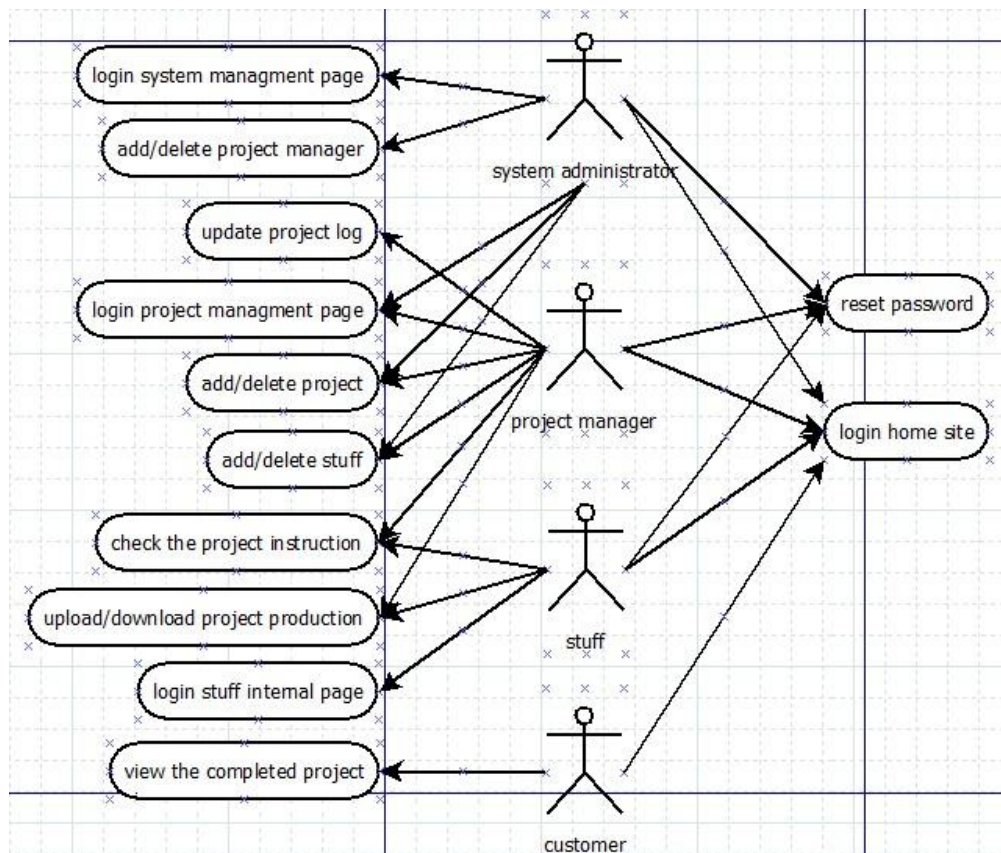 login system managment page
add/delete project manager
system administrator
update project log
login project managment page
reset password
add/delete project
project manager
login home site
add/delete stuff
check the project instruction
upload/download project production
stuff
login stuff internal page
view the completed project
customer